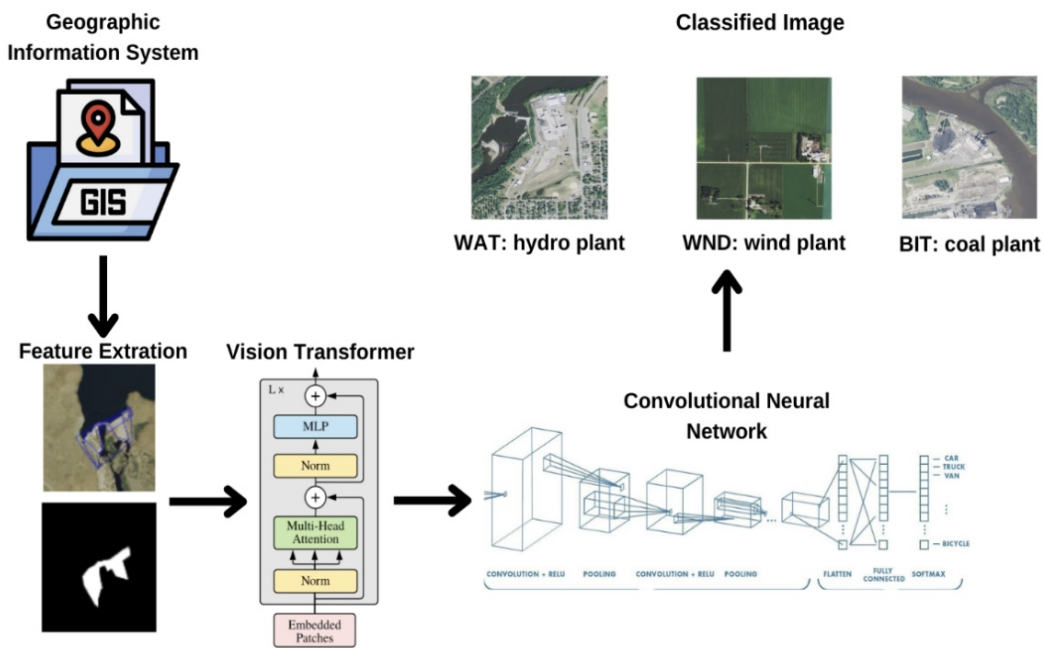 Geographic
Information System
GIS
Feature Extration
Vision Transformer
L x
+
MLP
Norm
+
Multi-Head
Attention
Norm
Embedded
Patches
Classified Image
WAT: hydro plant
WND: wind plant
BIT: coal plant
Convolutional Neural
Network
CAR
TRUCK
VAN
BICYCLE
CONVOLUTION + RELU
POOLING
CONVOLUTION + RELU
POOLING
FLATTEN
FULLY
CONNECTED
SOFTMAX